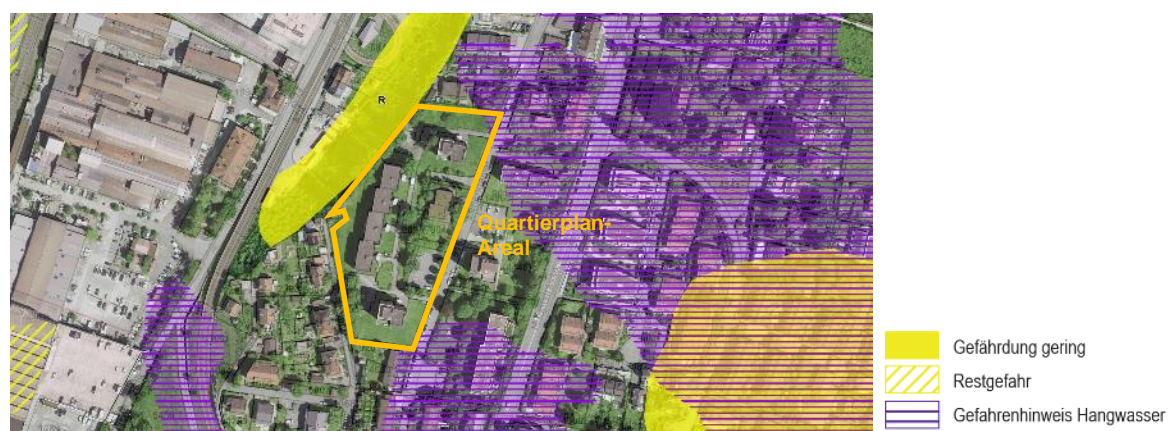 R
Quartierplan-
Areal
Gefährdung gering
Restgefahr
Gefahrenhinweis Hangwasser